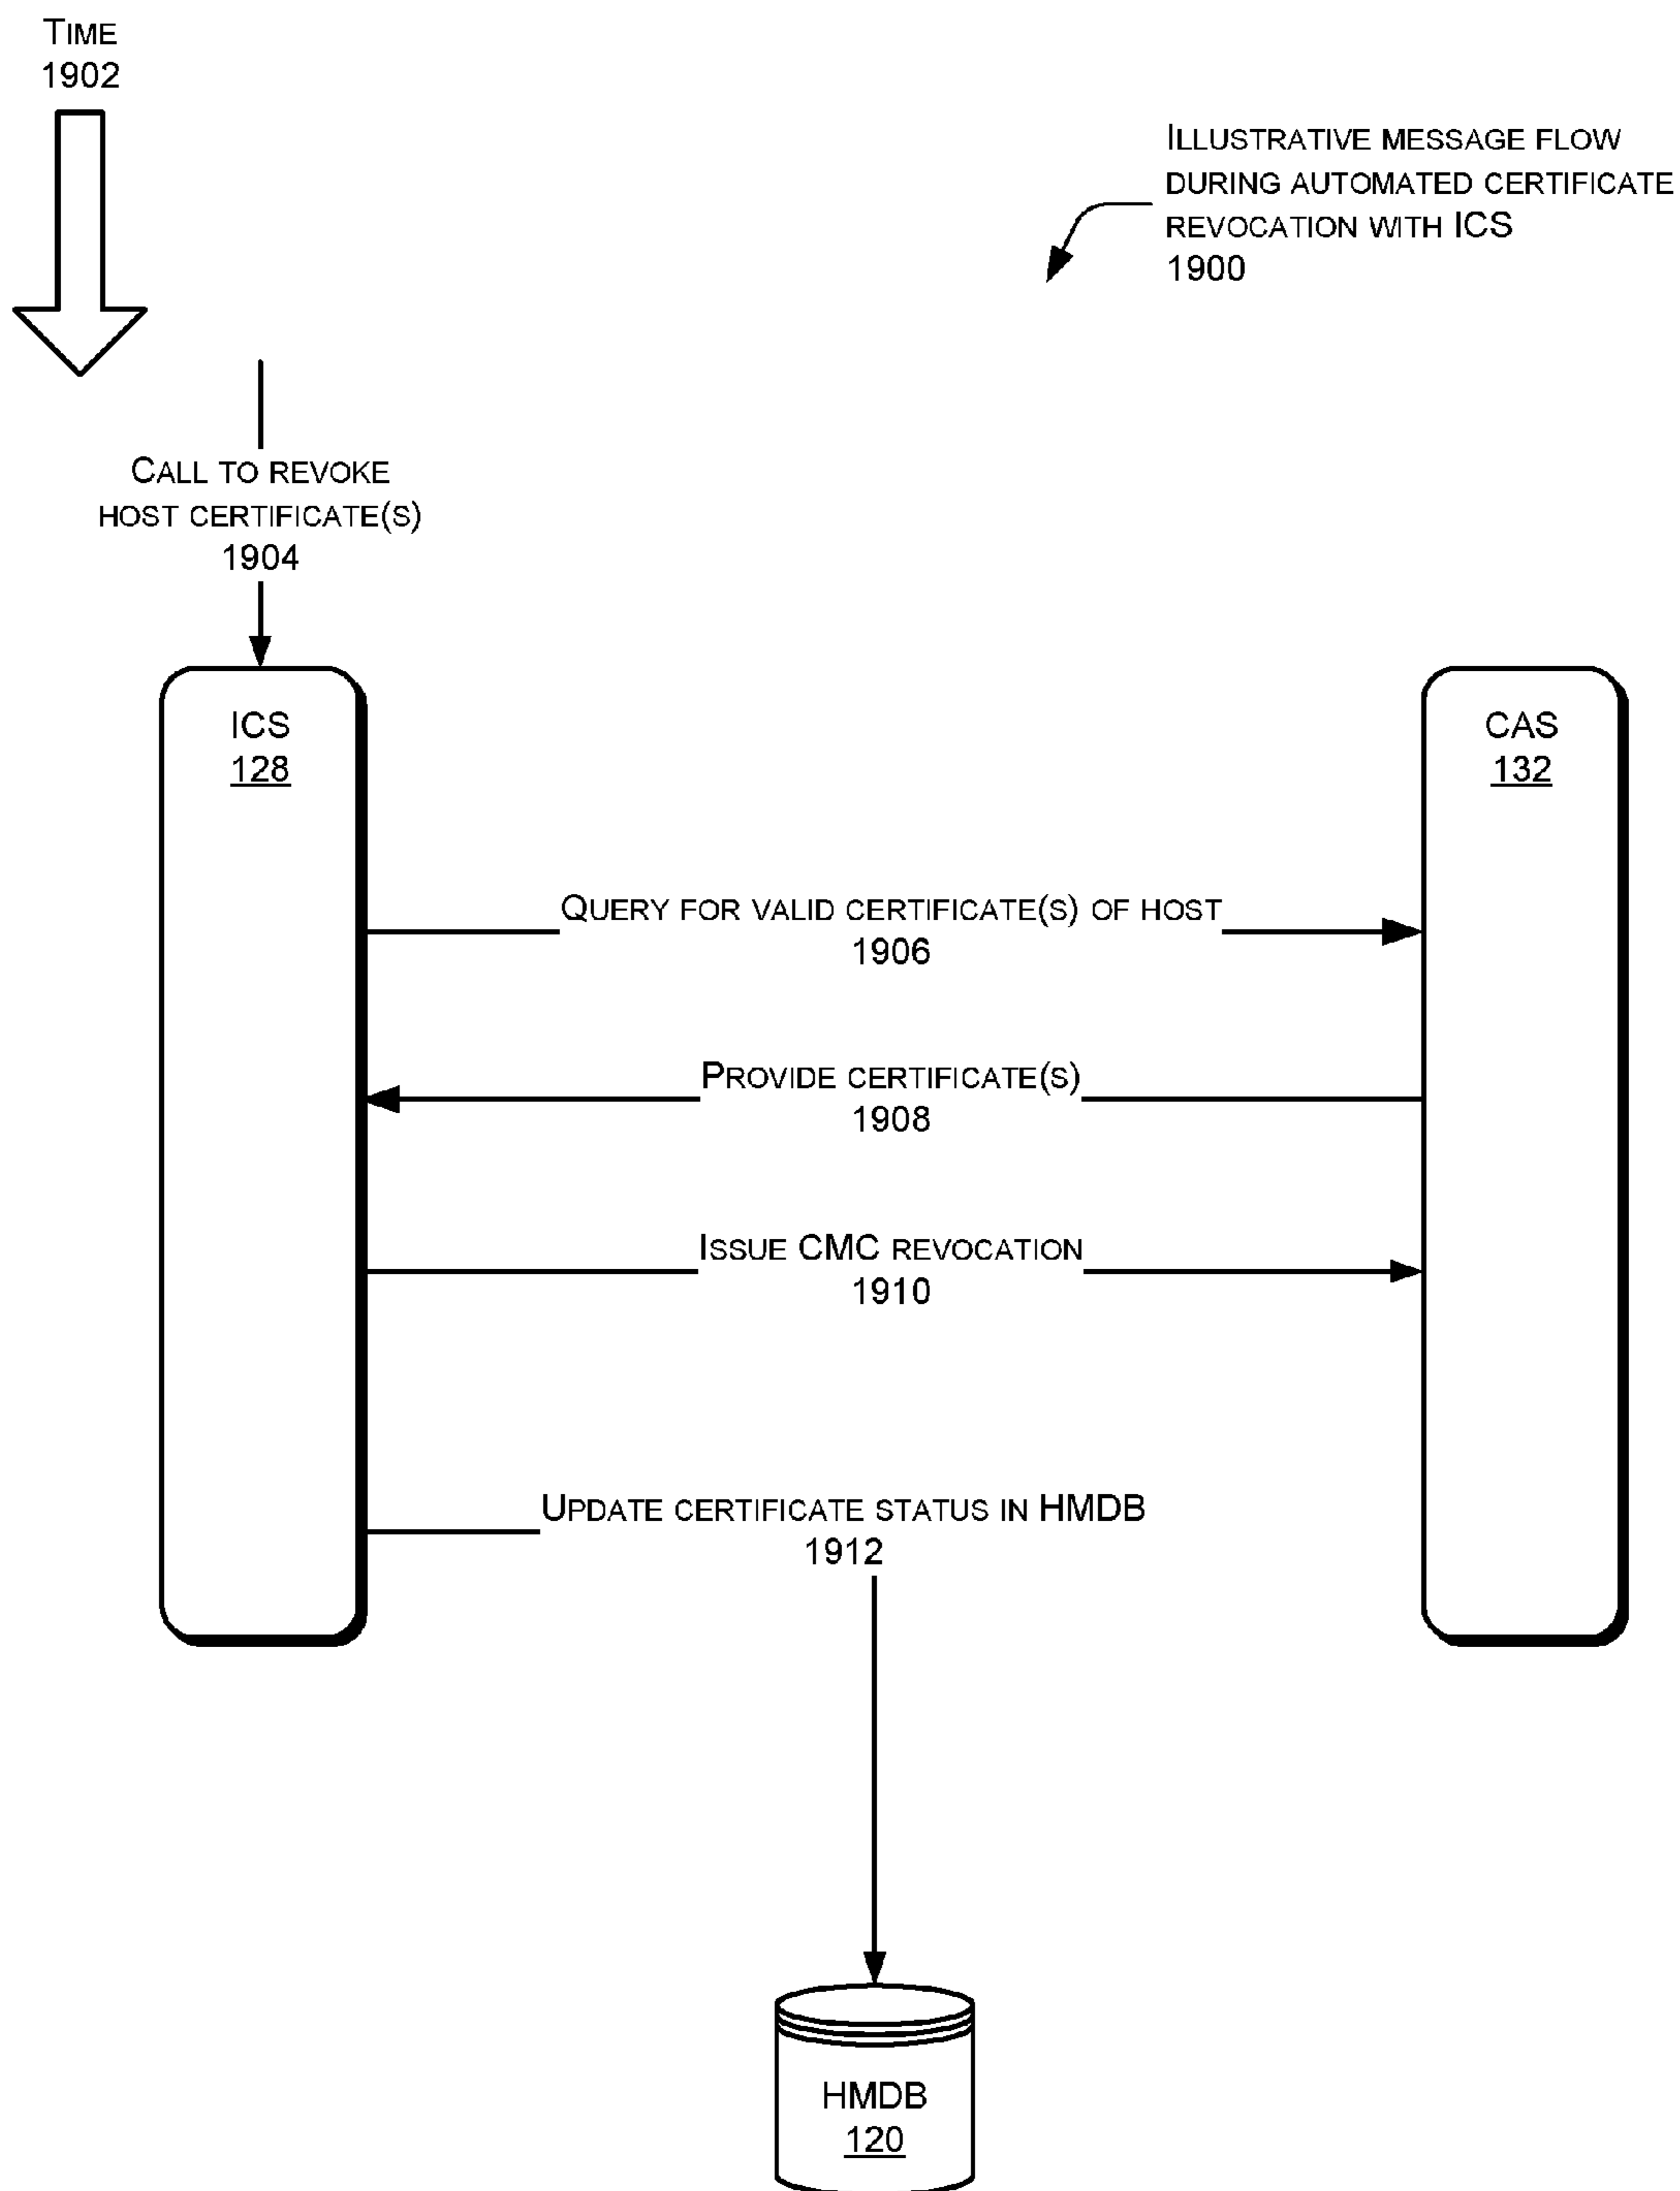 TIME
1902
ILLUSTRATIVE MESSAGE FLOW
DURING AUTOMATED CERTIFICATE
REVOCATION WITH ICS
1900
CALL TO REVOKE
HOST CERTIFICATE(S)
1904
ICS
128
CAS
132
QUERY FOR VALID CERTIFICATE(S) OF HOST
1906
PROVIDE CERTIFICATE(S)
1908
ISSUE CMC REVOCATION
1910
UPDATE CERTIFICATE STATUS IN HMDB
1912
HMDB
120